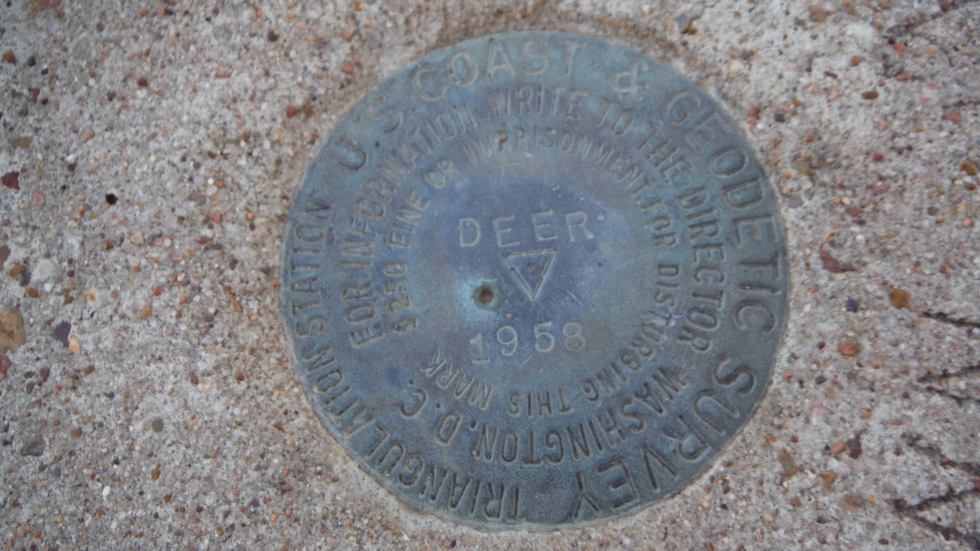 U.S. COAST & GEODETIC SURVEY
TRIANGULATION STATION
FOR INFORMATION WRITE TO THE DIRECTOR WASHINGTON, D.C.
$250 FINE OR IMPRISONMENT FOR DISTURBING THIS MARK
DEER
1958